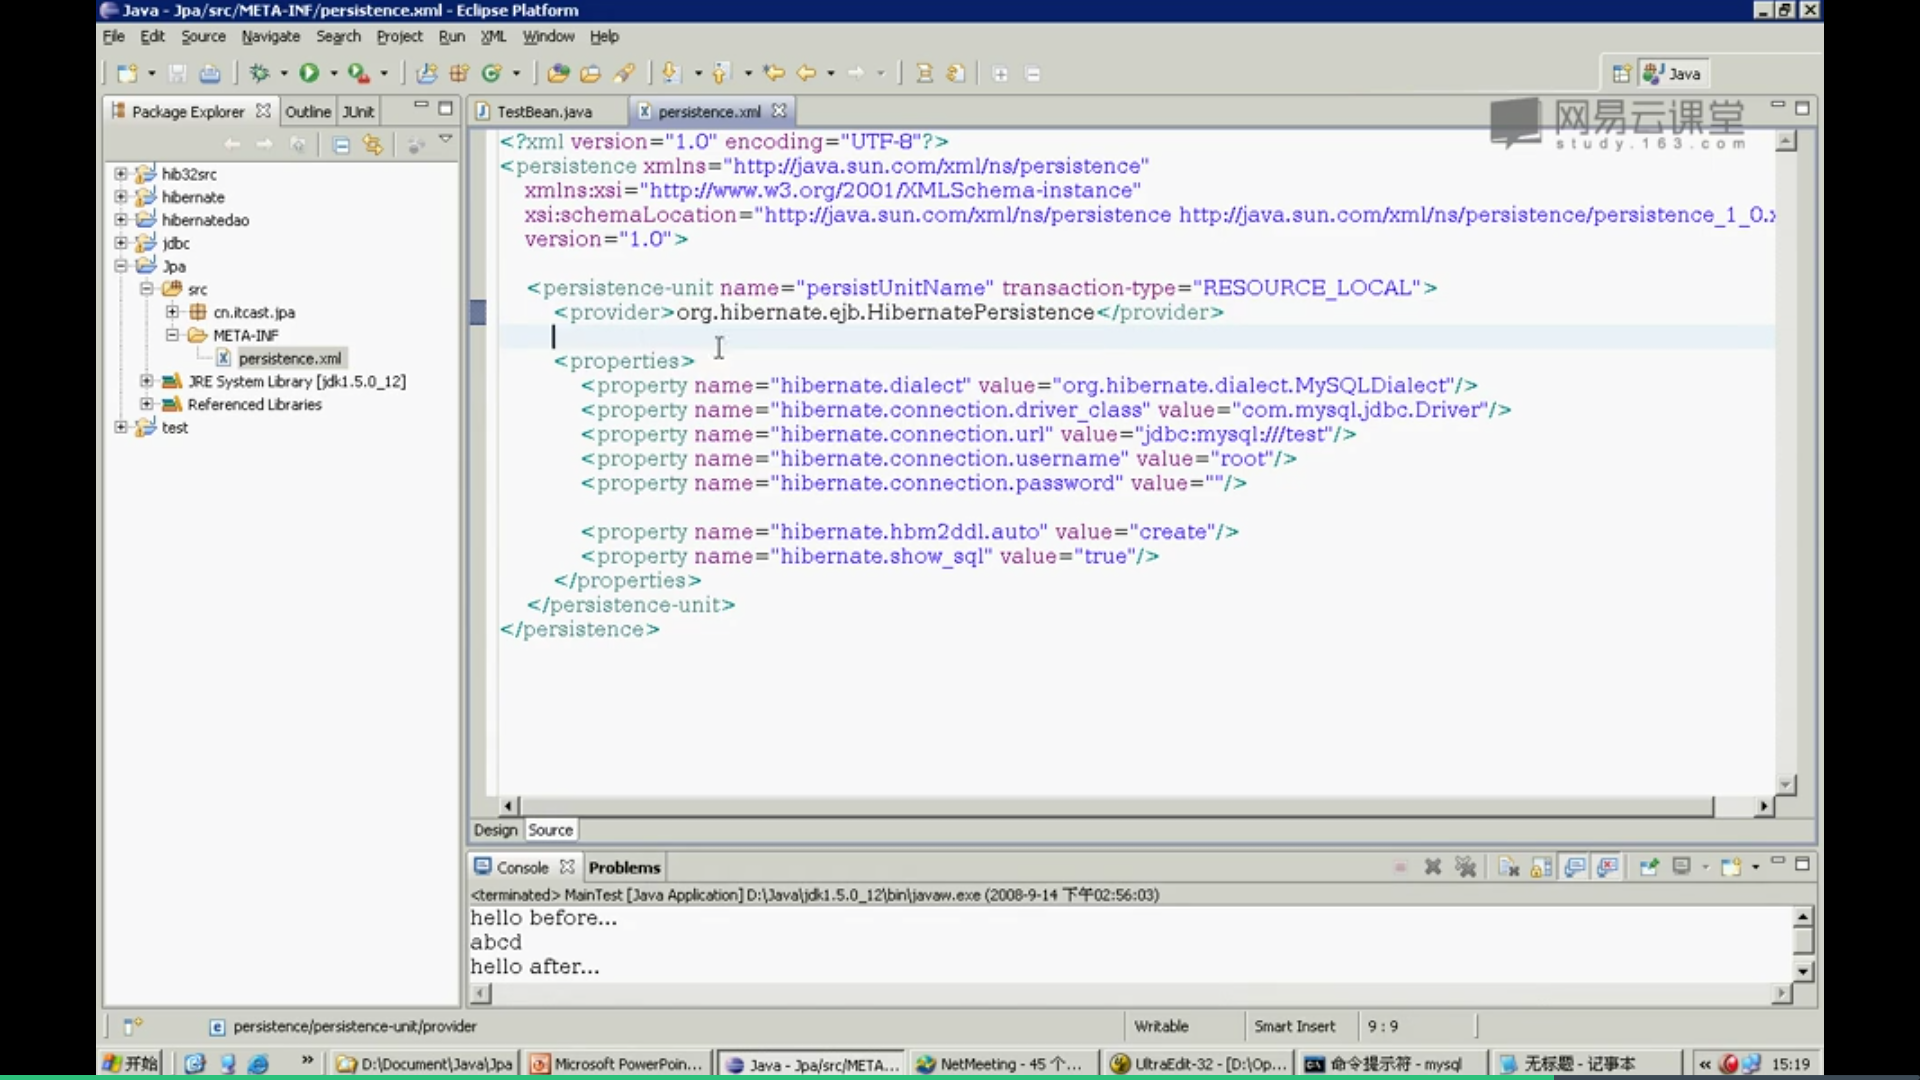 Java - Jpa/src/META-INF/persistence.xml - Eclipse Platform
File Edit Source Navigate Search Project Run XML Window Help
Java
Package Explorer Outline JUnit
TestBean.java persistence.xml
网易云课堂
study.163.com
hib32src
hibernate
hibernatedao
jdbc
Jpa
src
cn.itcast.jpa
META-INF
persistence.xml
JRE System Library [jdk1.5.0_12]
Referenced Libraries
test
<?xml version="1.0" encoding="UTF-8"?>
<persistence xmlns="http://java.sun.com/xml/ns/persistence"
xmlns:xsi="http://www.w3.org/2001/XMLSchema-instance"
xsi:schemaLocation="http://java.sun.com/xml/ns/persistence http://java.sun.com/xml/ns/persistence/persistence_1_0.x
version="1.0">
<persistence-unit name="persistUnitName" transaction-type="RESOURCE_LOCAL">
<provider>org.hibernate.ejb.HibernatePersistence</provider>
<properties>
<property name="hibernate.dialect" value="org.hibernate.dialect.MySQLDialect"/>
<property name="hibernate.connection.driver_class" value="com.mysql.jdbc.Driver"/>
<property name="hibernate.connection.url" value="jdbc:mysql:///test"/>
<property name="hibernate.connection.username" value="root"/>
<property name="hibernate.connection.password" value=""/>
<property name="hibernate.hbm2ddl.auto" value="create"/>
<property name="hibernate.show_sql" value="true"/>
</properties>
</persistence-unit>
</persistence>
Design Source
Console Problems
<terminated> MainTest [Java Application] D:\Java\jdk1.5.0_12\bin\javaw.exe (2008-9-14 下午02:56:03)
hello before...
abcd
hello after...
persistence/persistence-unit/provider Writable Smart Insert 9 : 9
开始 D:\Document\Java\Jpa Microsoft PowerPoin... Java - Jpa/src/META... NetMeeting - 45 个... UltraEdit-32 - [D:\Op... 命令提示符 - mysql 无标题 - 记事本 15:19